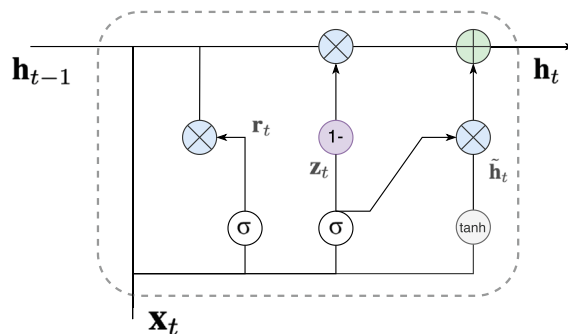 h_{t-1}
h_t
1-
r_t
z_t
h̃_t
σ
σ
tanh
x_t